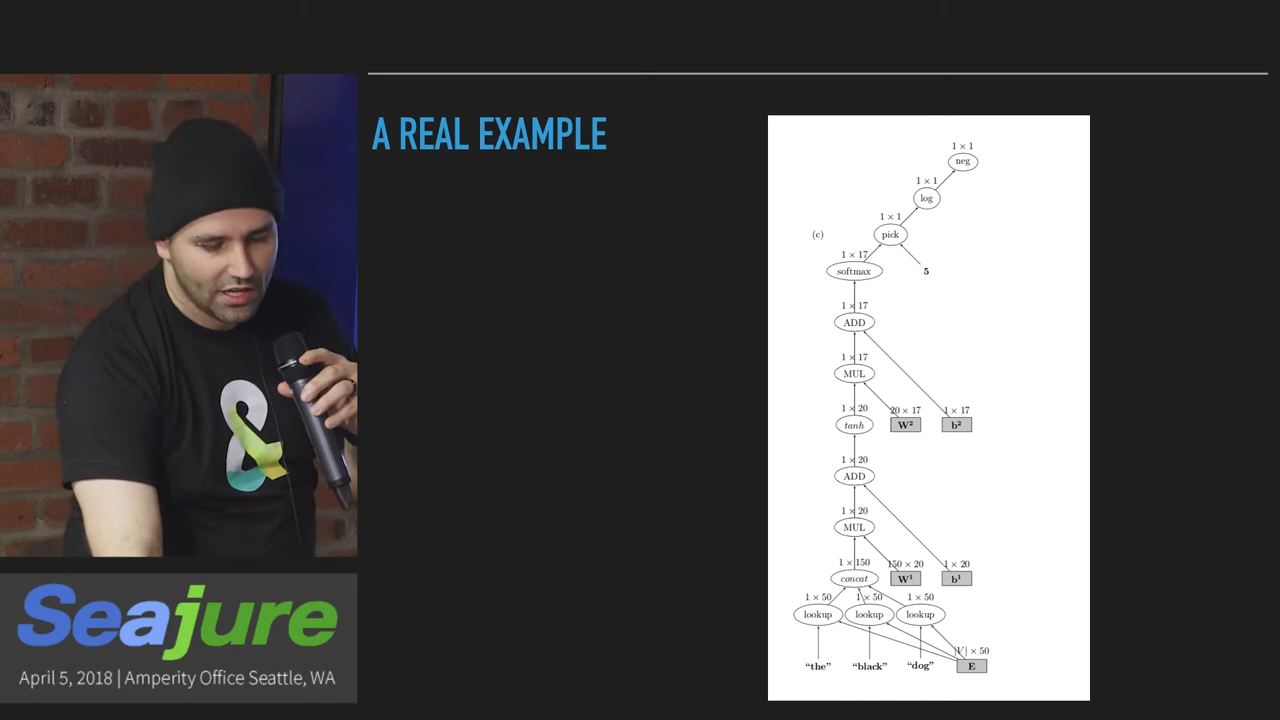 A REAL EXAMPLE
1 × 1
neg
1 × 1
log
1 × 1
(c)
pick
1 × 17
softmax
5
1 × 17
ADD
1 × 17
MUL
1 × 20
20 × 17
1 × 17
tanh
W²
b²
1 × 20
ADD
1 × 20
MUL
1 × 150
150 × 20
1 × 20
concat
W¹
b¹
1 × 50
1 × 50
1 × 50
lookup
lookup
lookup
|V| × 50
"the"
"black"
"dog"
E
&
Seajure
April 5, 2018 | Amperity Office Seattle, WA